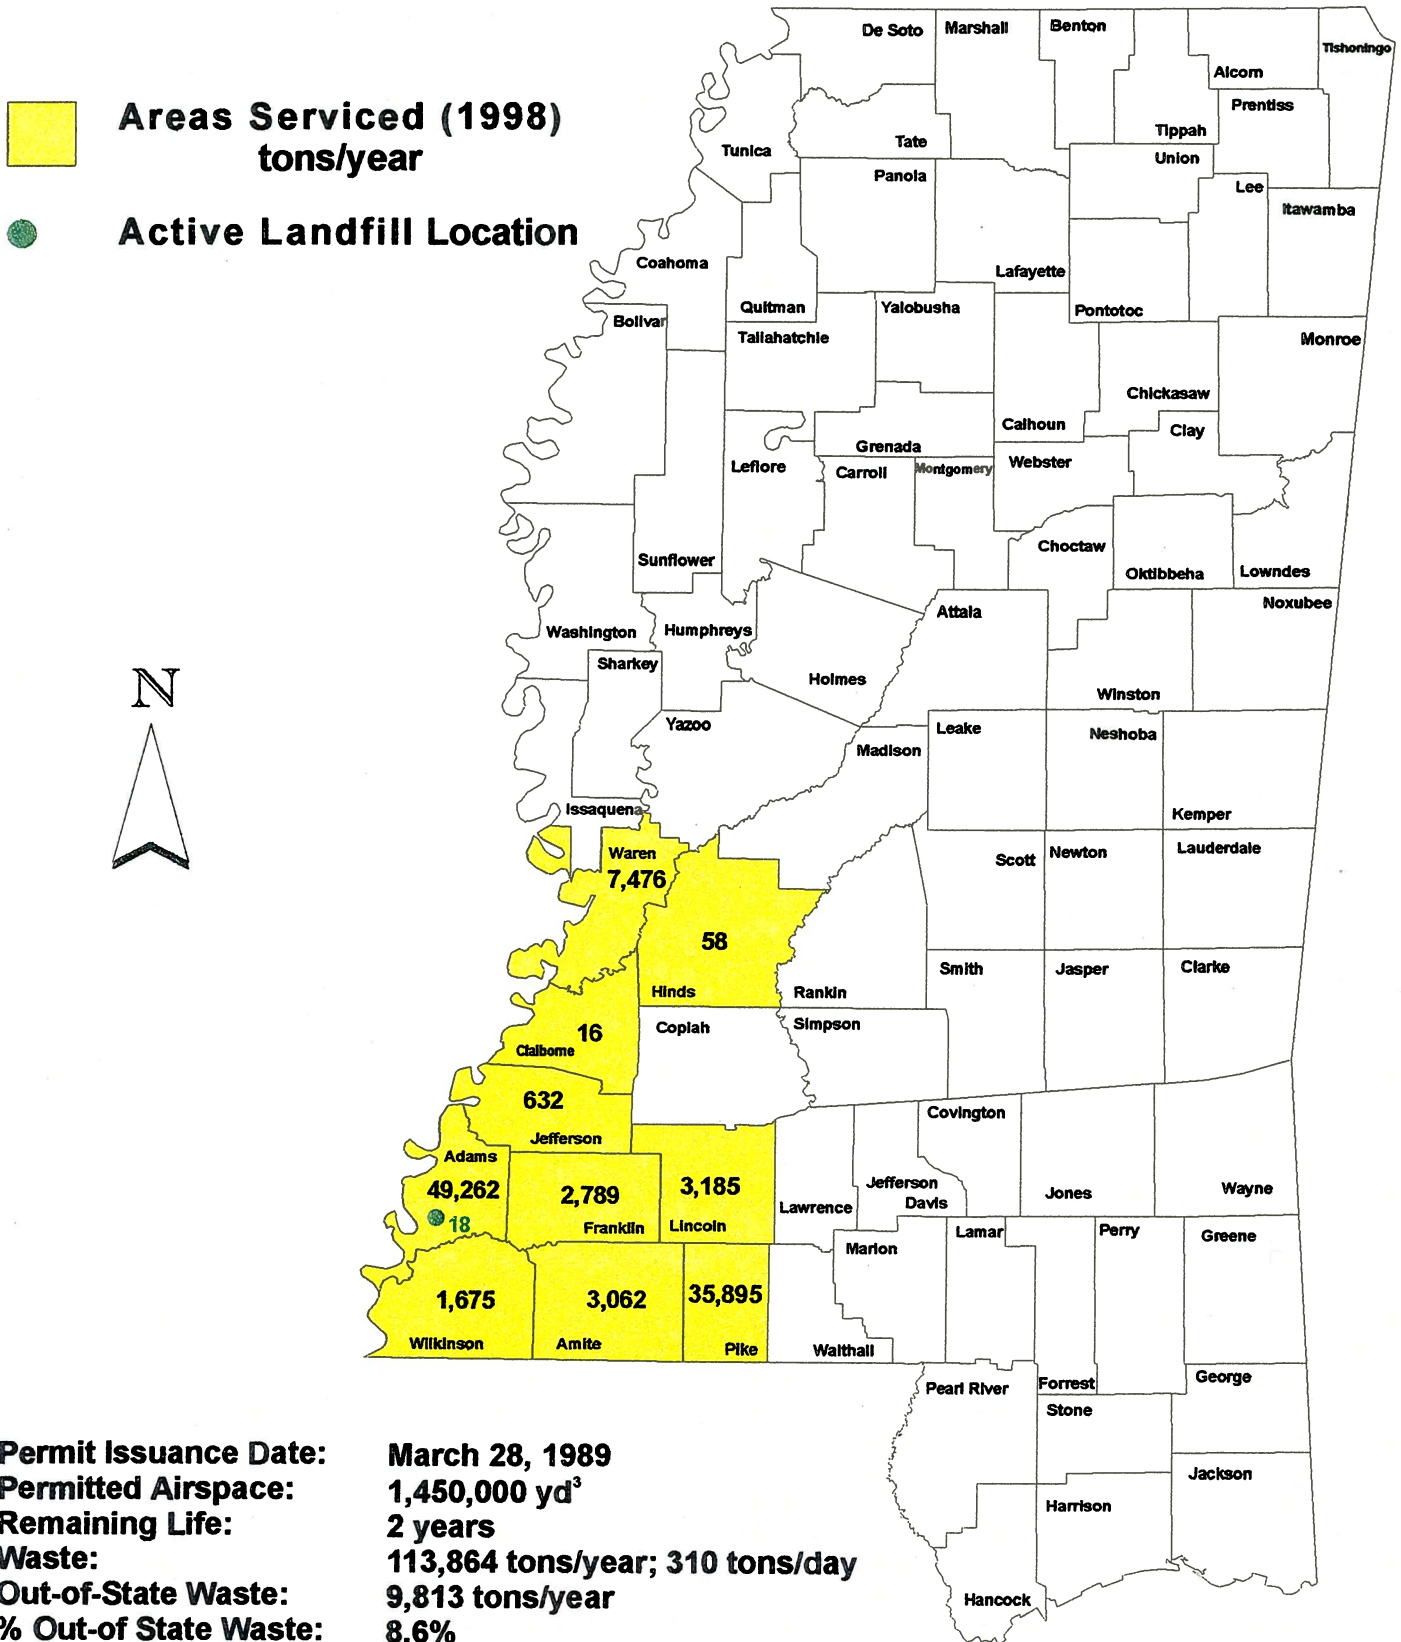 Areas Serviced (1998)
tons/year
Active Landfill Location
N
De Soto
Marshall
Benton
Tishomingo
Alcorn
Prentiss
Tippah
Tunica
Tate
Union
Panola
Lee
Itawamba
Coahoma
Lafayette
Quitman
Yalobusha
Pontotoc
Bolivar
Tallahatchie
Monroe
Chickasaw
Calhoun
Clay
Grenada
Leflore
Carroll
Montgomery
Webster
Choctaw
Sunflower
Oktibbeha
Lowndes
Attala
Noxubee
Washington
Humphreys
Sharkey
Holmes
Winston
Yazoo
Leake
Neshoba
Madison
Issaquena
Kemper
Waren
7,476
Scott
Newton
Lauderdale
58
Hinds
Rankin
Smith
Jasper
Clarke
16
Claiborne
Copiah
Simpson
632
Jefferson
Covington
Adams
49,262
18
2,789
Franklin
3,185
Lincoln
Lawrence
Jefferson
Davis
Jones
Wayne
Marion
Lamar
Perry
Greene
1,675
Wilkinson
3,062
Amite
35,895
Pike
Walthall
Pearl River
Forrest
George
Stone
Jackson
Harrison
Hancock
Permit Issuance Date: March 28, 1989
Permitted Airspace: 1,450,000 yd³
Remaining Life: 2 years
Waste: 113,864 tons/year; 310 tons/day
Out-of-State Waste: 9,813 tons/year
% Out-of State Waste: 8.6%